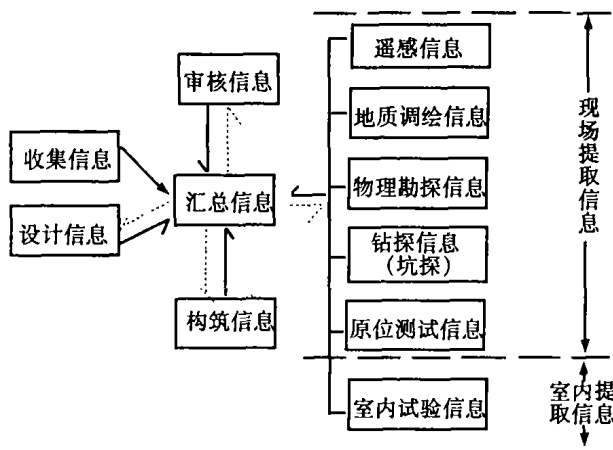 遥感信息
审核信息
地质调绘信息
收集信息
物理勘探信息
汇总信息
设计信息
钻探信息
(坑探)
构筑信息
原位测试信息
室内试验信息
现场提取信息
室内提
取信息